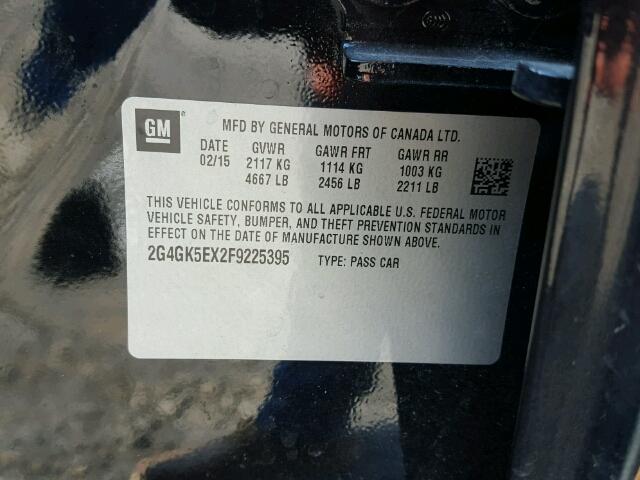 GM
MFD BY GENERAL MOTORS OF CANADA LTD.
DATE GVWR GAWR FRT GAWR RR
02/15 2117 KG 1114 KG 1003 KG
4667 LB 2456 LB 2211 LB
THIS VEHICLE CONFORMS TO ALL APPLICABLE U.S. FEDERAL MOTOR
VEHICLE SAFETY, BUMPER, AND THEFT PREVENTION STANDARDS IN
EFFECT ON THE DATE OF MANUFACTURE SHOWN ABOVE.
2G4GK5EX2F9225395 TYPE: PASS CAR